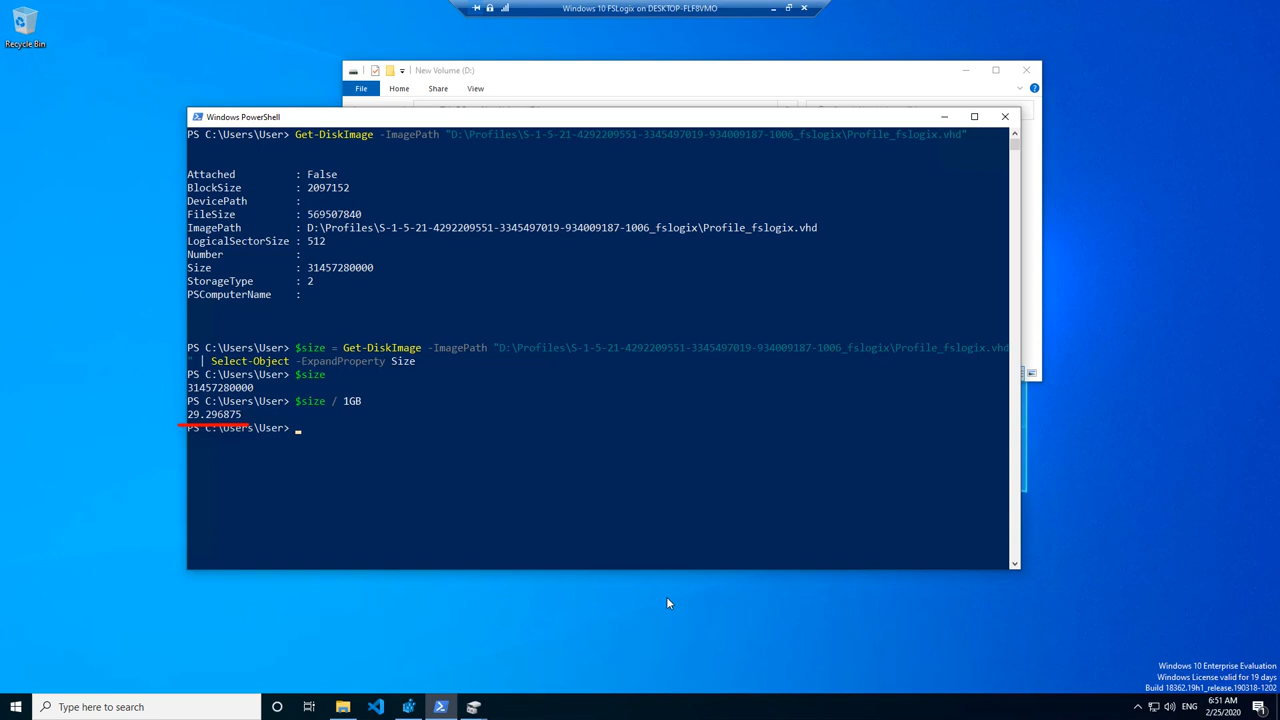 Windows 10 FSLogix on DESKTOP-FLF8VMO
Recycle Bin
New Volume (D:)
File Home Share View
Windows PowerShell
PS C:\Users\User> Get-DiskImage -ImagePath "D:\Profiles\S-1-5-21-4292209551-3345497019-934009187-1006_fslogix\Profile_fslogix.vhd"
Attached : False
BlockSize : 2097152
DevicePath :
FileSize : 569507840
ImagePath : D:\Profiles\S-1-5-21-4292209551-3345497019-934009187-1006_fslogix\Profile_fslogix.vhd
LogicalSectorSize : 512
Number :
Size : 31457280000
StorageType : 2
PSComputerName :
PS C:\Users\User> $size = Get-DiskImage -ImagePath "D:\Profiles\S-1-5-21-4292209551-3345497019-934009187-1006_fslogix\Profile_fslogix.vhd
" | Select-Object -ExpandProperty Size
PS C:\Users\User> $size
31457280000
PS C:\Users\User> $size / 1GB
29.296875
PS C:\Users\User>
Windows 10 Enterprise Evaluation
Windows License valid for 19 days
Build 18362.19h1_release.190318-1202
Type here to search
ENG
6:51 AM
2/25/2020